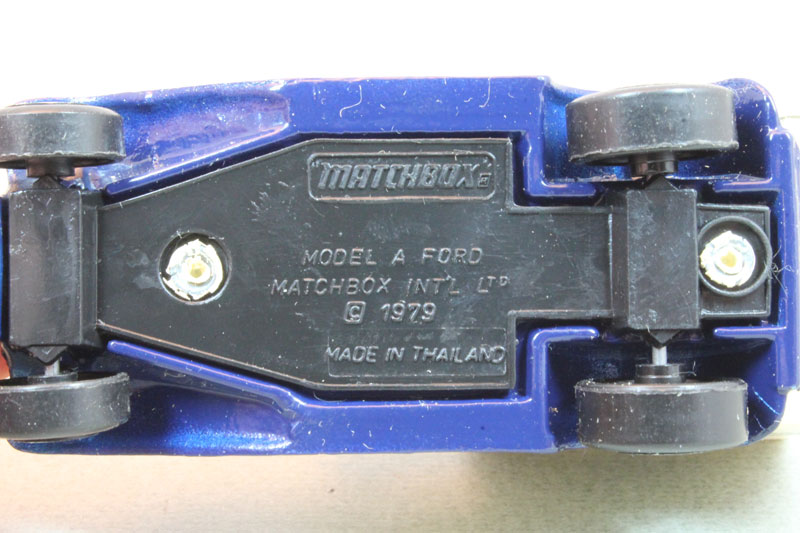 MATCHBOX®
MODEL A FORD
MATCHBOX INT'L LTD
© 1979
MADE IN THAILAND